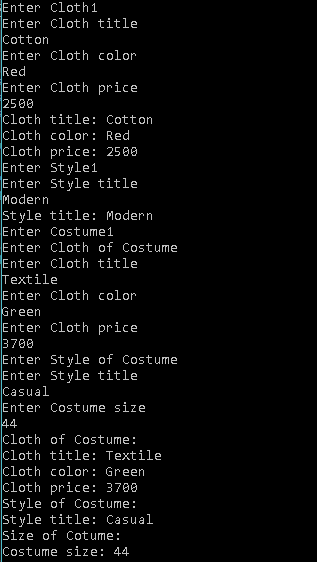 Enter Cloth1
Enter Cloth title
Cotton
Enter Cloth color
Red
Enter Cloth price
2500
Cloth title: Cotton
Cloth color: Red
Cloth price: 2500
Enter Style1
Enter Style title
Modern
Style title: Modern
Enter Costume1
Enter Cloth of Costume
Enter Cloth title
Textile
Enter Cloth color
Green
Enter Cloth price
3700
Enter Style of Costume
Enter Style title
Casual
Enter Costume size
44
Cloth of Costume:
Cloth title: Textile
Cloth color: Green
Cloth price: 3700
Style of Costume:
Style title: Casual
Size of Cotume:
Costume size: 44